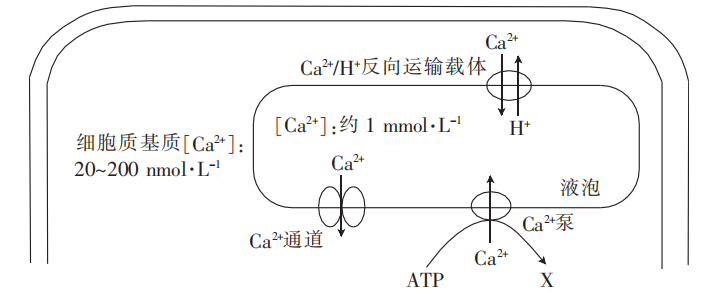 Ca²⁺
Ca²⁺/H⁺反向运输载体
H⁺
细胞质基质[Ca²⁺]:
20~200 nmol·L⁻¹
[Ca²⁺]:约 1 mmol·L⁻¹
Ca²⁺
液泡
Ca²⁺通道
Ca²⁺泵
Ca²⁺
ATP
X